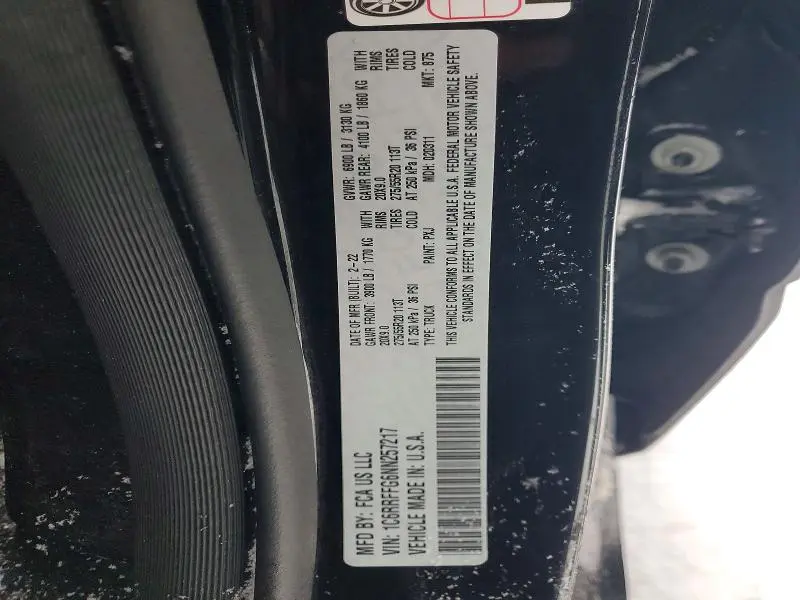 MFD BY: FCA US LLC
VIN: 1C6RRFFG6NN257217
VEHICLE MADE IN: U.S.A.
DATE OF MFR (BUILT): 2-22 GVWR: 6900 LB / 3130 KG
GAWR FRONT: 3900 LB / 1770 KG WITH GAWR REAR: 4100 LB / 1860 KG WITH
20X9.0 RIMS 20X9.0 RIMS
275/55R20 113T TIRES 275/55R20 113T TIRES
AT 250 kPa / 36 PSI COLD AT 250 kPa / 36 PSI COLD
TYPE: TRUCK PAINT: PXJ MDH: 020311 MKT: 875
THIS VEHICLE CONFORMS TO ALL APPLICABLE U.S.A. FEDERAL MOTOR VEHICLE SAFETY
STANDARDS IN EFFECT ON THE DATE OF MANUFACTURE SHOWN ABOVE.